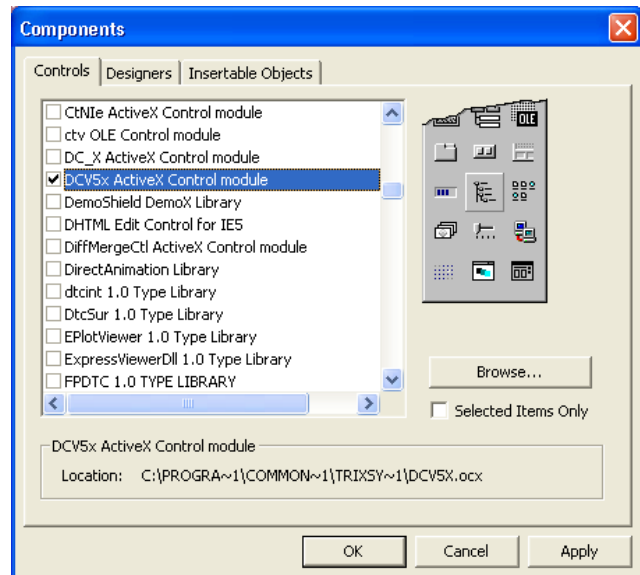 Components
Controls
Designers
Insertable Objects
CtNIe ActiveX Control module
ctv OLE Control module
DC_X ActiveX Control module
DCV5x ActiveX Control module
DemoShield DemoX Library
DHTML Edit Control for IE5
DiffMergeCtl ActiveX Control module
DirectAnimation Library
dtcint 1.0 Type Library
DtcSur 1.0 Type Library
EPlotViewer 1.0 Type Library
ExpressViewerDll 1.0 Type Library
FPDTC 1.0 TYPE LIBRARY
OLE
Browse...
Selected Items Only
DCV5x ActiveX Control module
Location: C:\PROGRA~1\COMMON~1\TRIXSY~1\DCV5X.ocx
OK
Cancel
Apply